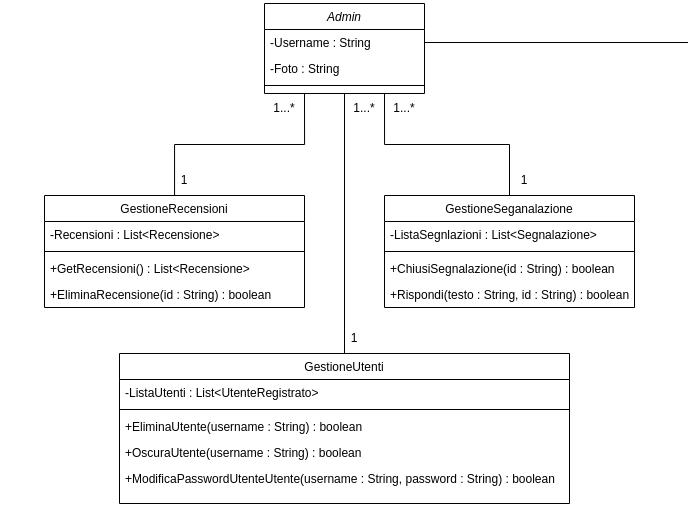 Admin
-Username : String
-Foto : String
1...*
1...*
1...*
1
1
GestioneRecensioni
-Recensioni : List<Recensione>
+GetRecensioni() : List<Recensione>
+EliminaRecensione(id : String) : boolean
GestioneSeganalazione
-ListaSegnlazioni : List<Segnalazione>
+ChiusiSegnalazione(id : String) : boolean
+Rispondi(testo : String, id : String) : boolean
1
GestioneUtenti
-ListaUtenti : List<UtenteRegistrato>
+EliminaUtente(username : String) : boolean
+OscuraUtente(username : String) : boolean
+ModificaPasswordUtenteUtente(username : String, password : String) : boolean